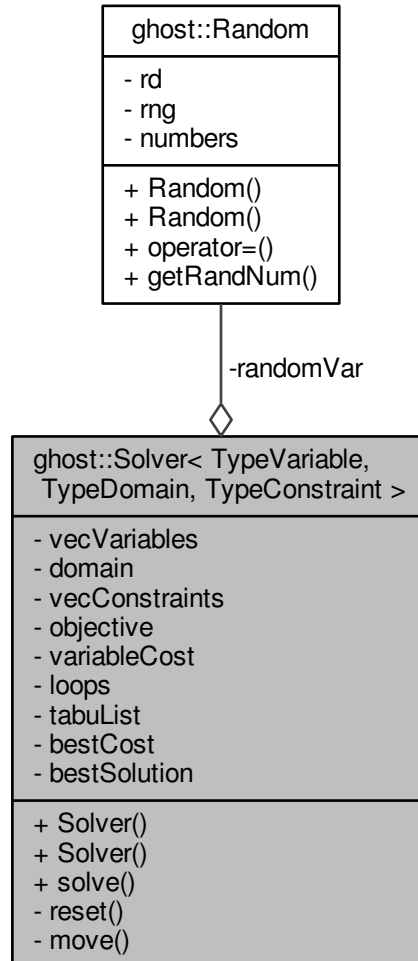 ghost::Random
- rd
- rng
- numbers
+ Random()
+ Random()
+ operator=()
+ getRandNum()
-randomVar
ghost::Solver< TypeVariable,
TypeDomain, TypeConstraint >
- vecVariables
- domain
- vecConstraints
- objective
- variableCost
- loops
- tabuList
- bestCost
- bestSolution
+ Solver()
+ Solver()
+ solve()
- reset()
- move()